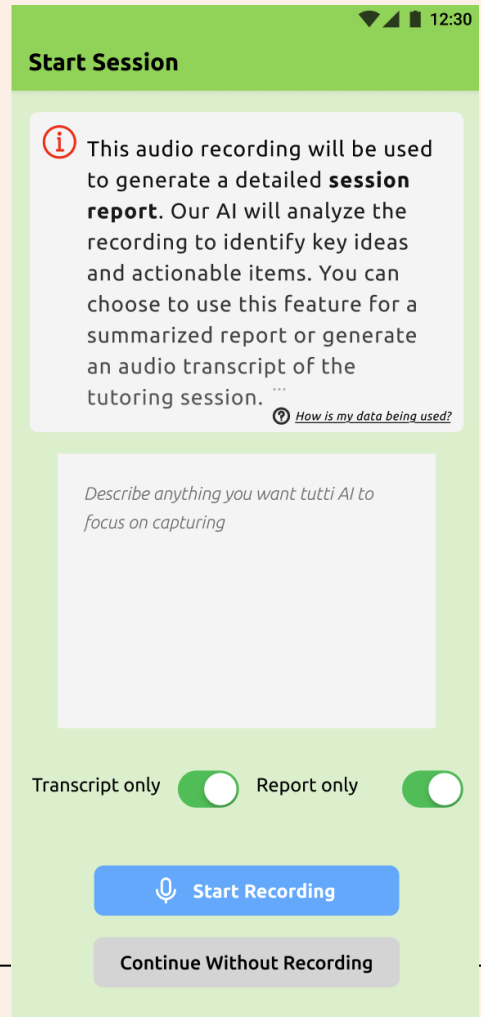 12:30
Start Session
This audio recording will be used
to generate a detailed session
report. Our AI will analyze the
recording to identify key ideas
and actionable items. You can
choose to use this feature for a
summarized report or generate
an audio transcript of the
tutoring session. ...
How is my data being used?
Describe anything you want tutti AI to
focus on capturing
Transcript only
Report only
Start Recording
Continue Without Recording